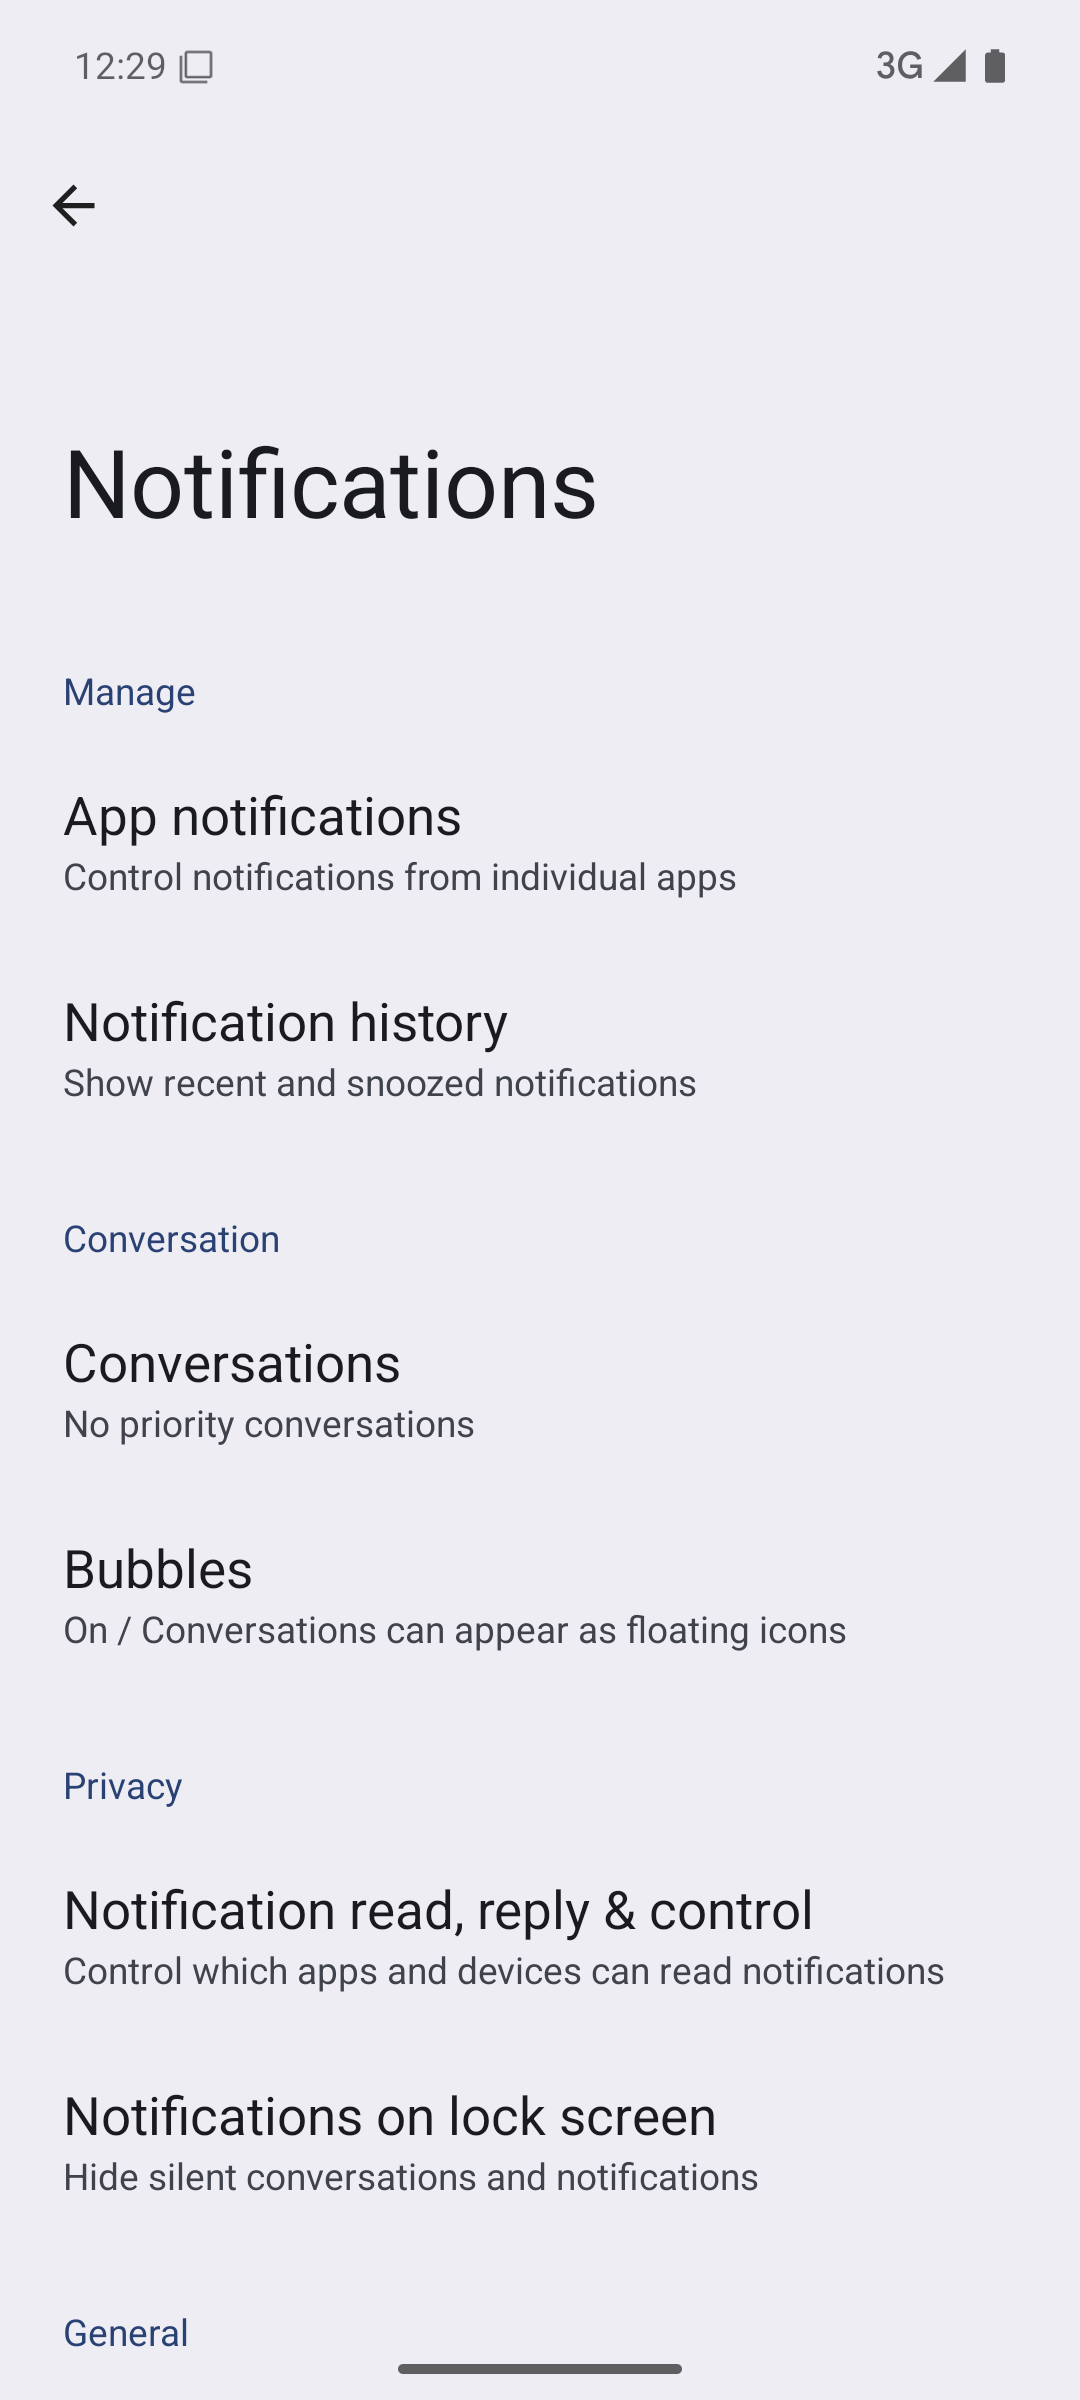 12:29
3G
Notifications
Manage
App notifications
Control notifications from individual apps
Notification history
Show recent and snoozed notifications
Conversation
Conversations
No priority conversations
Bubbles
On / Conversations can appear as floating icons
Privacy
Notification read, reply & control
Control which apps and devices can read notifications
Notifications on lock screen
Hide silent conversations and notifications
General